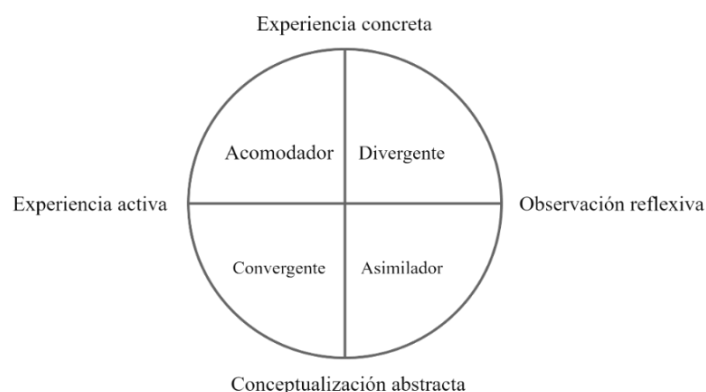 Experiencia concreta
Acomodador
Divergente
Experiencia activa
Observación reflexiva
Convergente
Asimilador
Conceptualización abstracta